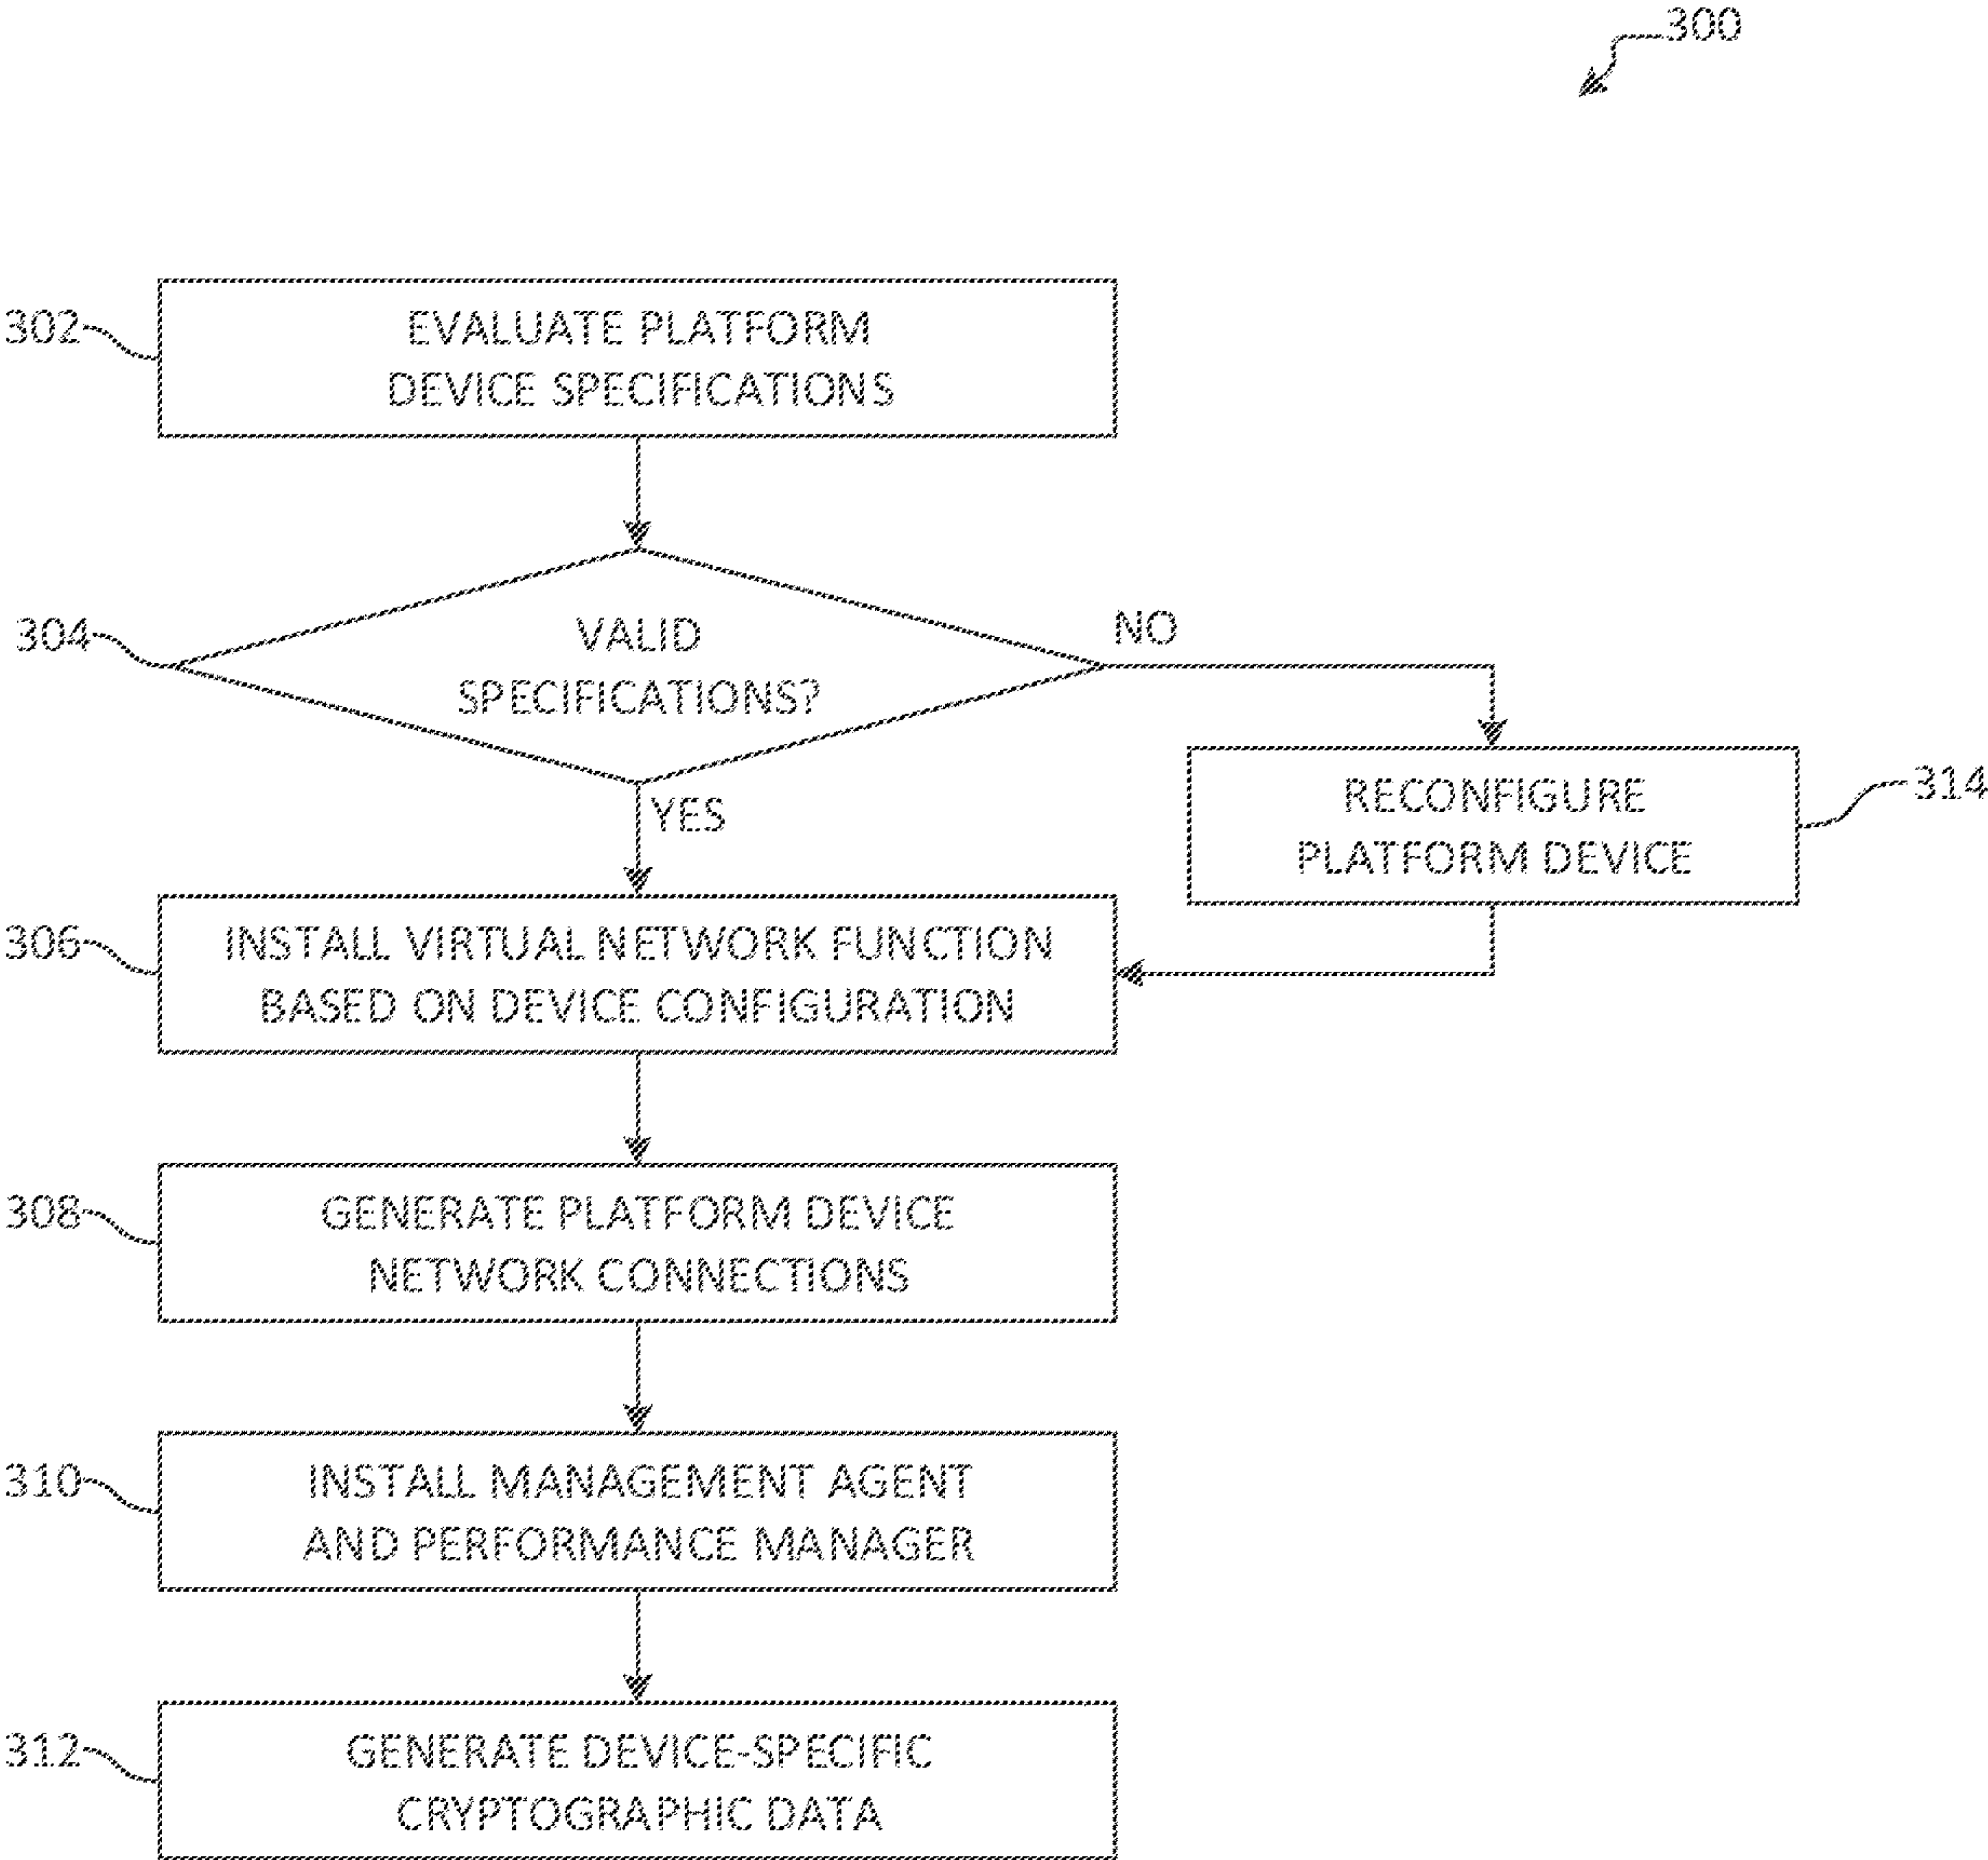 300
302
EVALUATE PLATFORM
DEVICE SPECIFICATIONS
304
VALID
SPECIFICATIONS?
NO
YES
RECONFIGURE
PLATFORM DEVICE
314
306
INSTALL VIRTUAL NETWORK FUNCTION
BASED ON DEVICE CONFIGURATION
308
GENERATE PLATFORM DEVICE
NETWORK CONNECTIONS
310
INSTALL MANAGEMENT AGENT
AND PERFORMANCE MANAGER
312
GENERATE DEVICE-SPECIFIC
CRYPTOGRAPHIC DATA